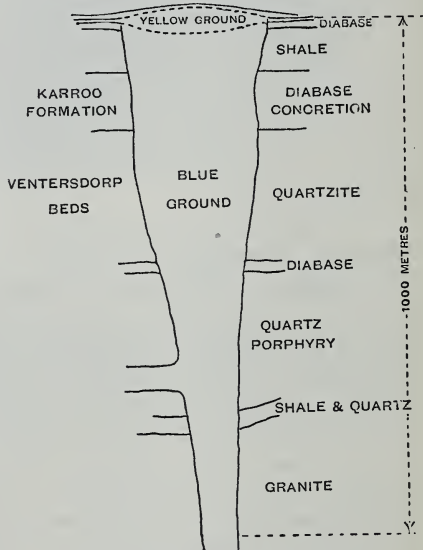 YELLOW GROUND
DIABASE
SHALE
KARROO
FORMATION
DIABASE
CONCRETION
VENTERSDORP
BEDS
BLUE
GROUND
QUARTZITE
DIABASE
1000 METRES
QUARTZ
PORPHYRY
SHALE & QUARTZ
GRANITE